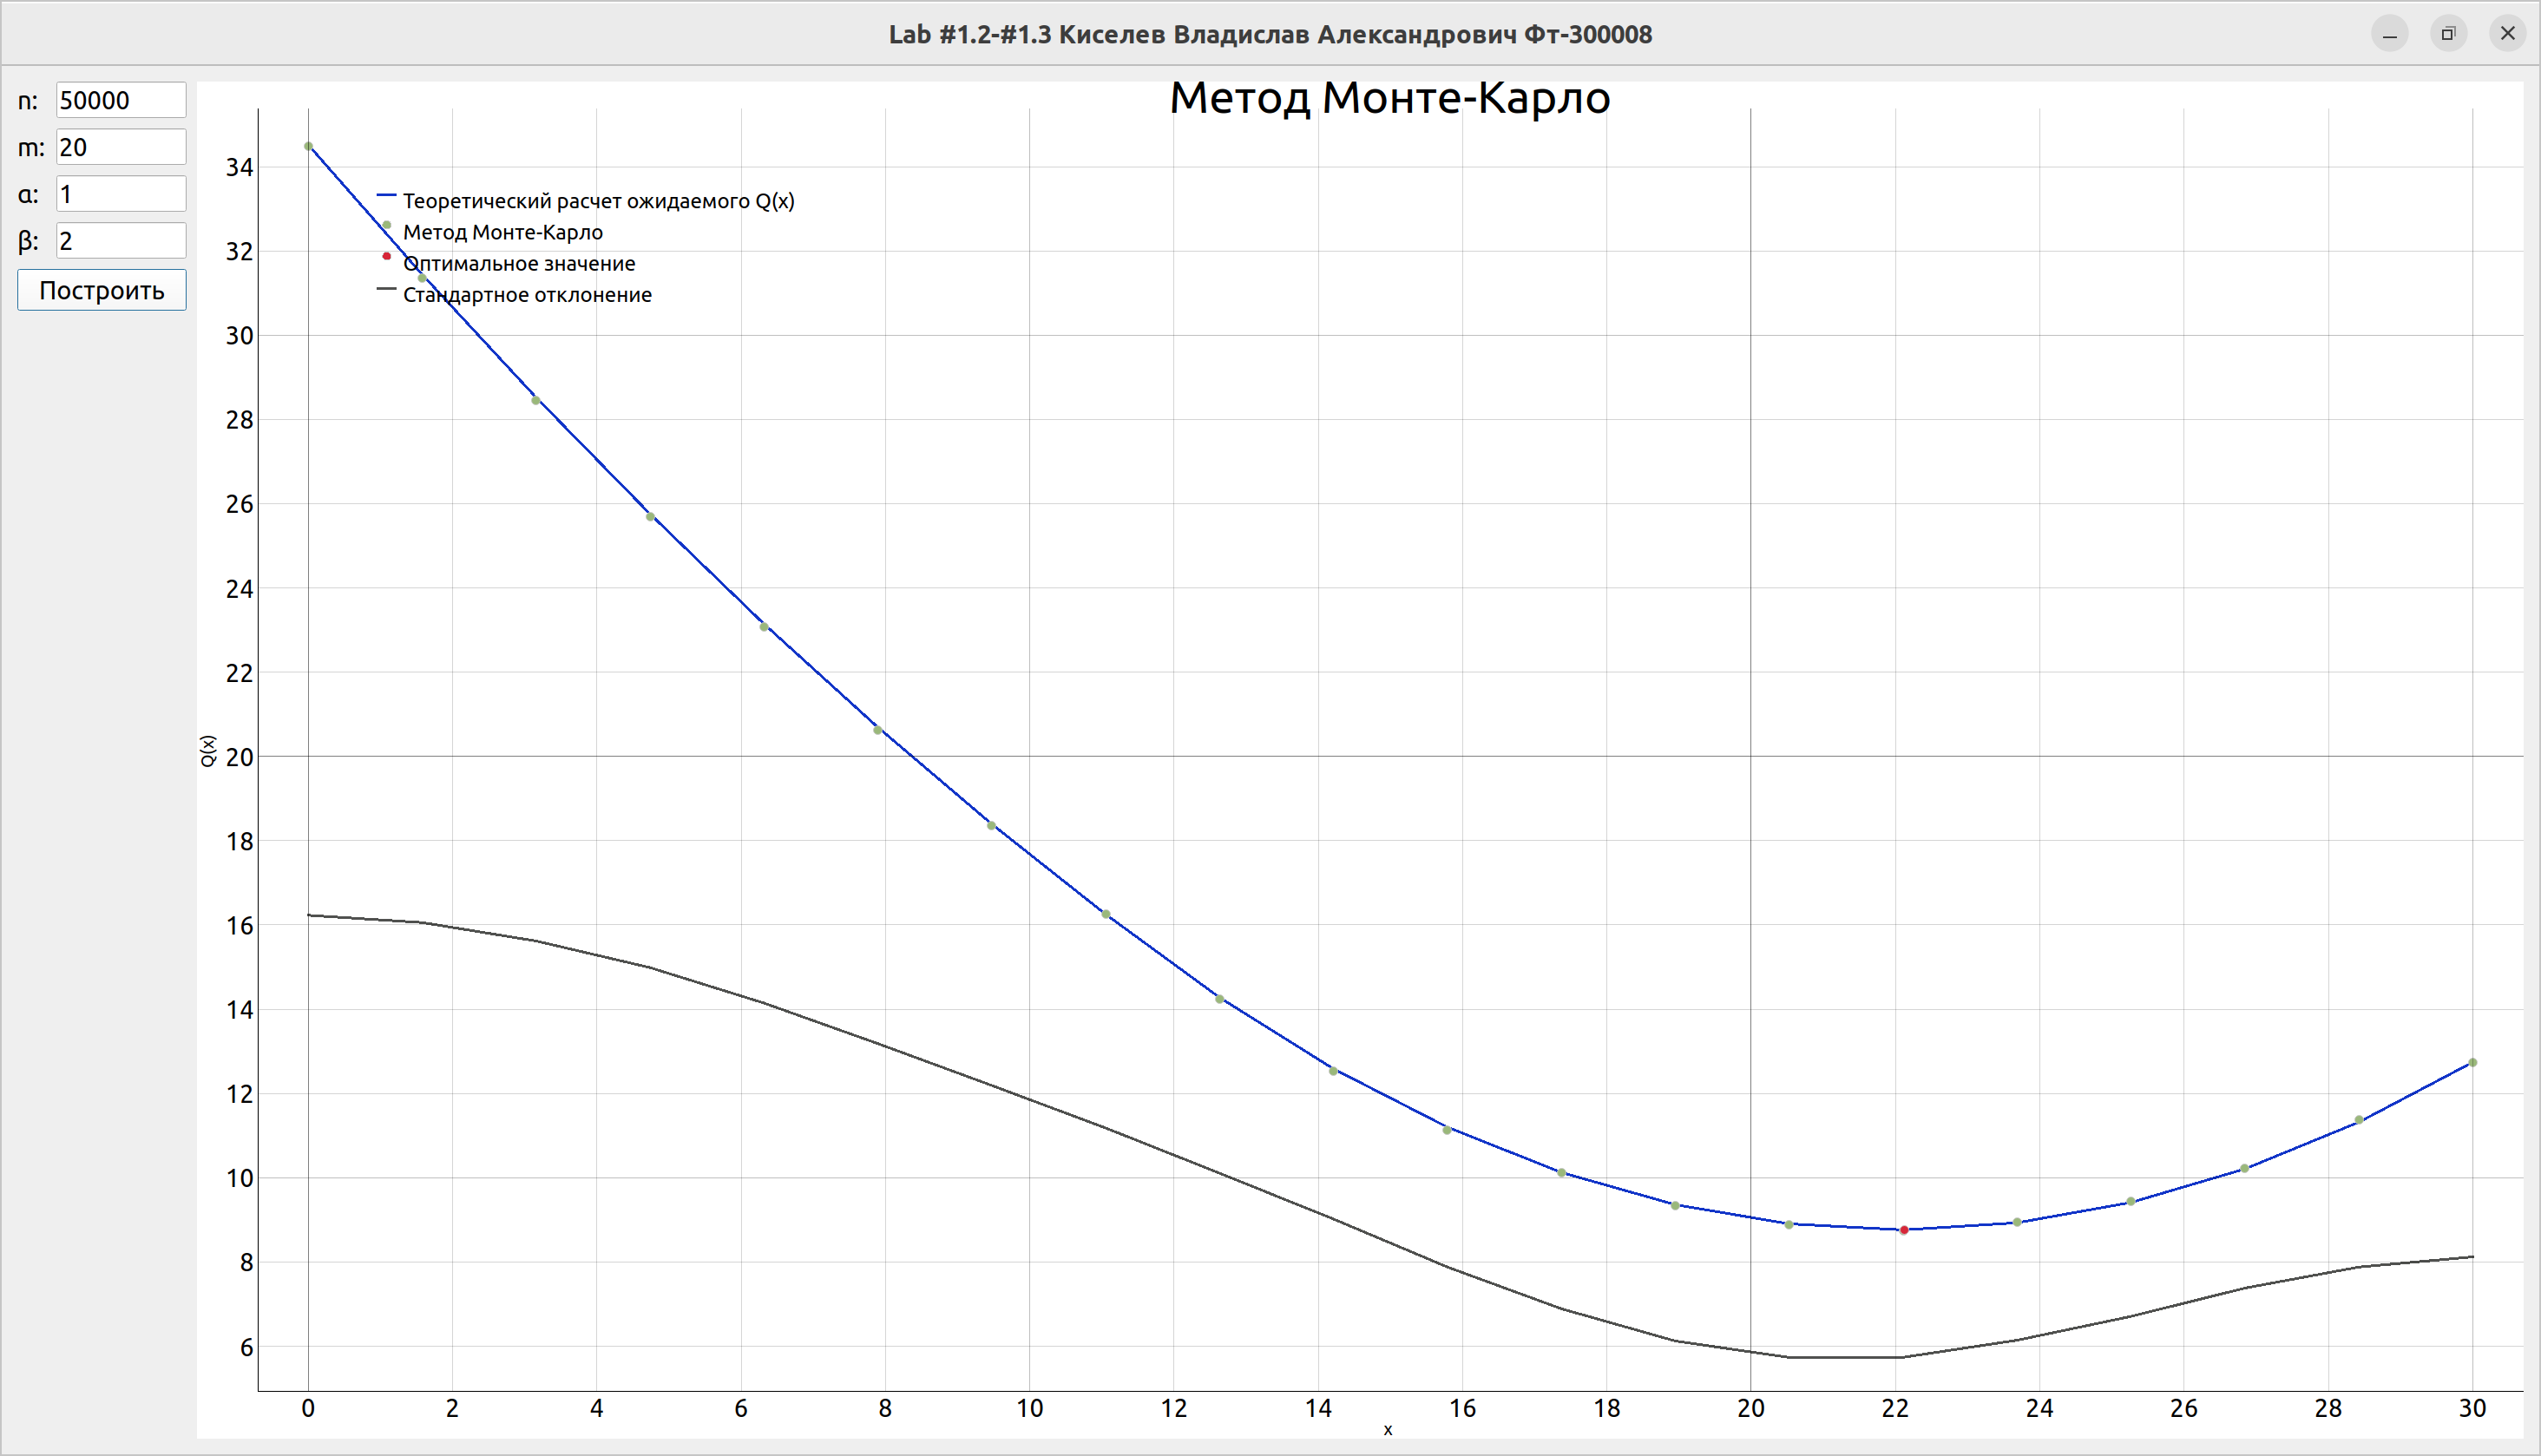 Lab #1.2-#1.3 Киселев Владислав Александрович Фт-300008
n: 50000
m: 20
α: 1
β: 2
Построить
Метод Монте-Карло
Теоретический расчет ожидаемого Q(x)
Метод Монте-Карло
Оптимальное значение
Стандартное отклонение
34
32
30
28
26
24
22
20
18
16
14
12
10
8
6
Q(x)
0 2 4 6 8 10 12 14 16 18 20 22 24 26 28 30
x